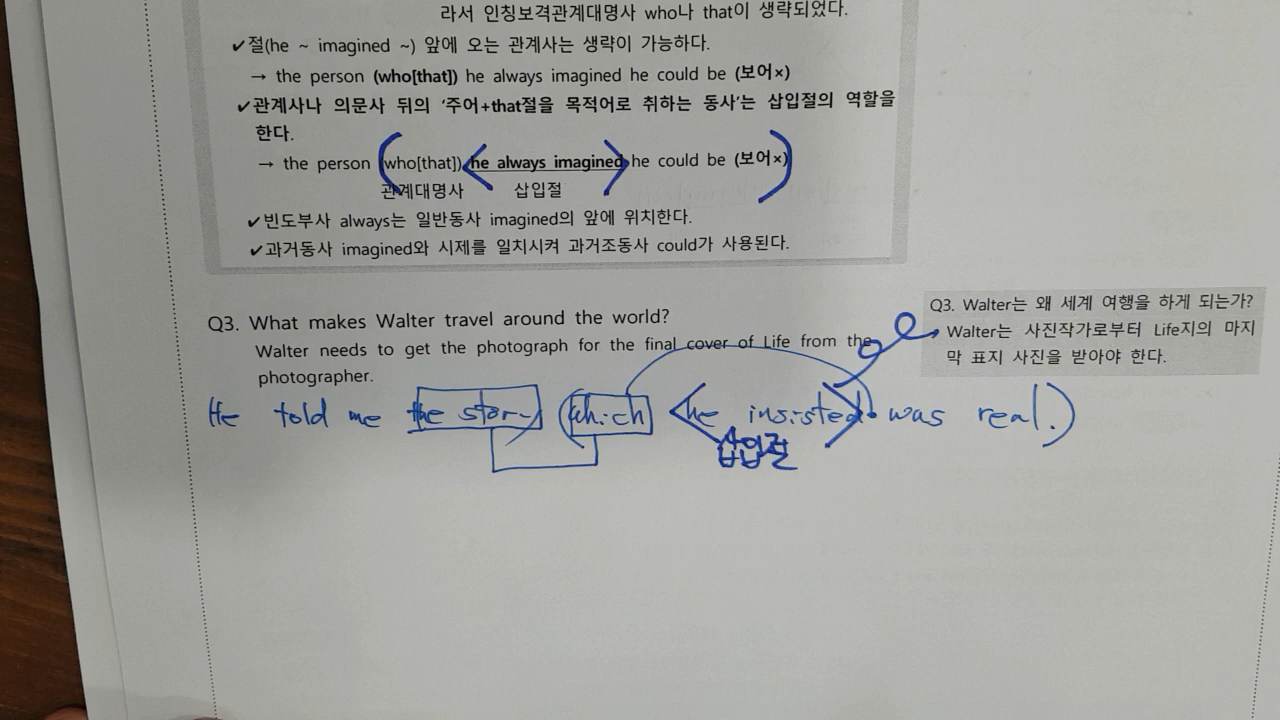 라서 인칭보격관계대명사 who나 that이 생략되었다.
✔절(he ~ imagined ~) 앞에 오는 관계사는 생략이 가능하다.
→ the person (who[that]) he always imagined he could be (보어×)
✔관계사나 의문사 뒤의 '주어+that절을 목적어로 취하는 동사'는 삽입절의 역할을
한다.
→ the person (who[that]) he always imagined he could be (보어×)
관계대명사 삽입절
✔빈도부사 always는 일반동사 imagined의 앞에 위치한다.
✔과거동사 imagined와 시제를 일치시켜 과거조동사 could가 사용된다.
Q3. What makes Walter travel around the world?
Walter needs to get the photograph for the final cover of Life from the
photographer.
Q3. Walter는 왜 세계 여행을 하게 되는가?
Walter는 사진작가로부터 Life지의 마지
막 표지 사진을 받아야 한다.
He told me the story (which <he insisted> was real.)
삽입절